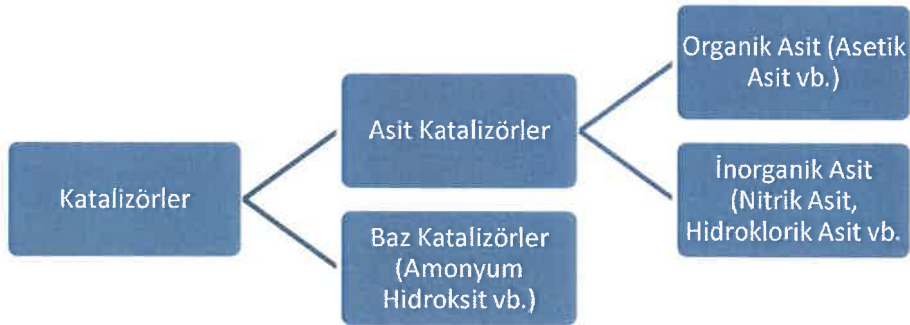 Katalizörler
Asit Katalizörler
Baz Katalizörler
(Amonyum
Hidroksit vb.)
Organik Asit (Asetik
Asit vb.)
İnorganik Asit
(Nitrik Asit,
Hidroklorik Asit vb.